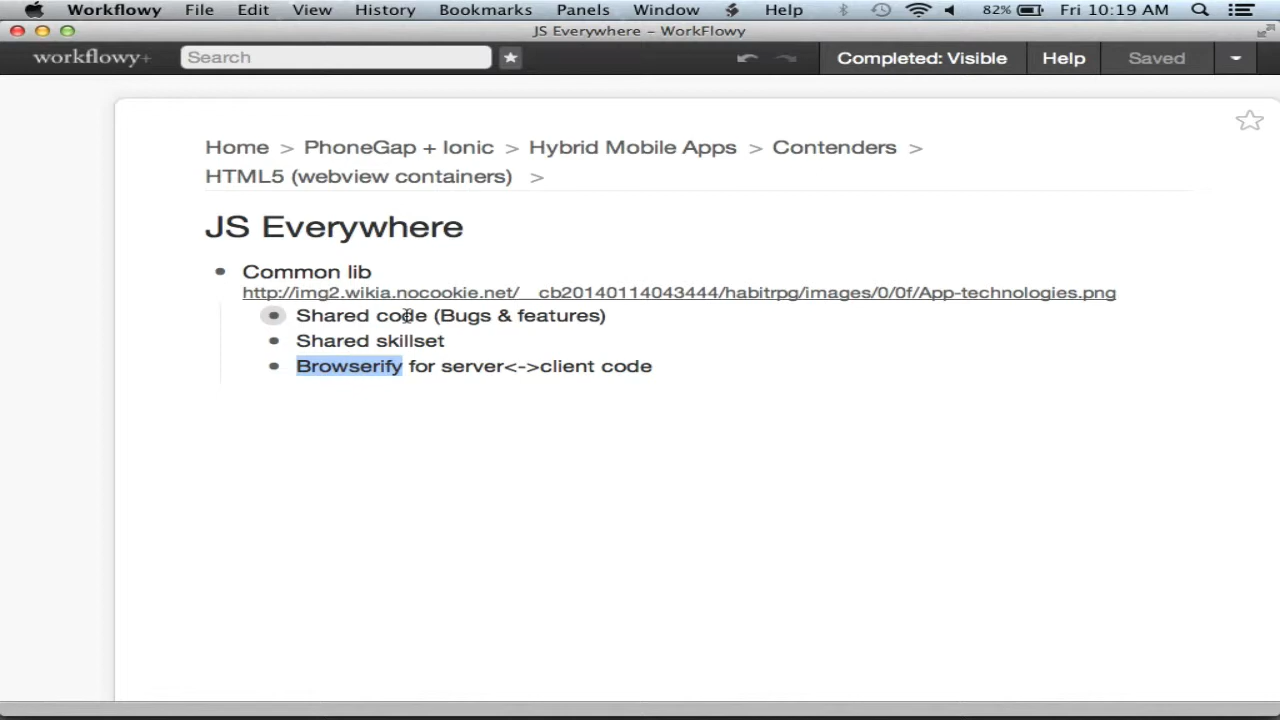 Workflowy File Edit View History Bookmarks Panels Window Help 82% Fri 10:19 AM
JS Everywhere – WorkFlowy
workflowy+ Search Completed: Visible Help Saved
Home > PhoneGap + Ionic > Hybrid Mobile Apps > Contenders >
HTML5 (webview containers) >
JS Everywhere
Common lib
http://img2.wikia.nocookie.net/__cb20140114043444/habitrpg/images/0/0f/App-technologies.png
Shared code (Bugs & features)
Shared skillset
Browserify for server<->client code